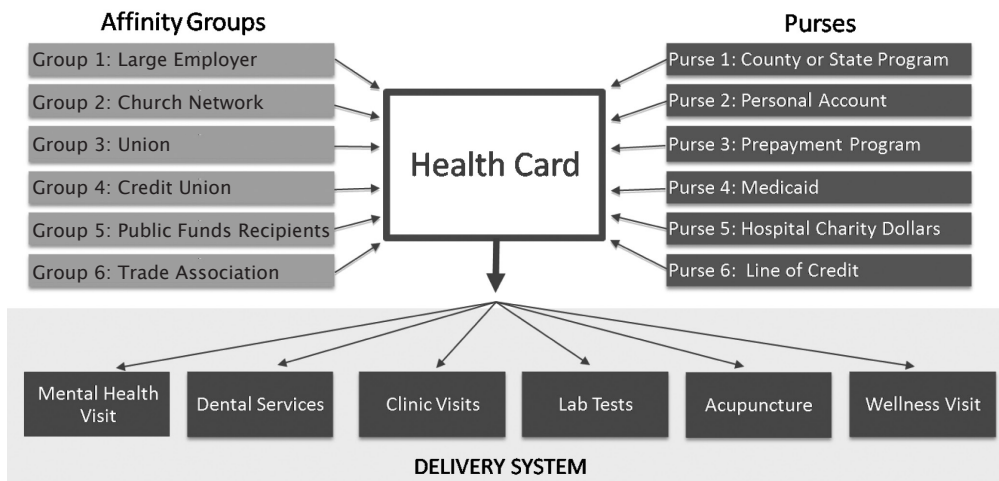 Affinity Groups
Group 1: Large Employer
Group 2: Church Network
Group 3: Union
Group 4: Credit Union
Group 5: Public Funds Recipients
Group 6: Trade Association
Health Card
Purses
Purse 1: County or State Program
Purse 2: Personal Account
Purse 3: Prepayment Program
Purse 4: Medicaid
Purse 5: Hospital Charity Dollars
Purse 6: Line of Credit
Mental Health
Visit
Dental Services
Clinic Visits
Lab Tests
Acupuncture
Wellness Visit
DELIVERY SYSTEM